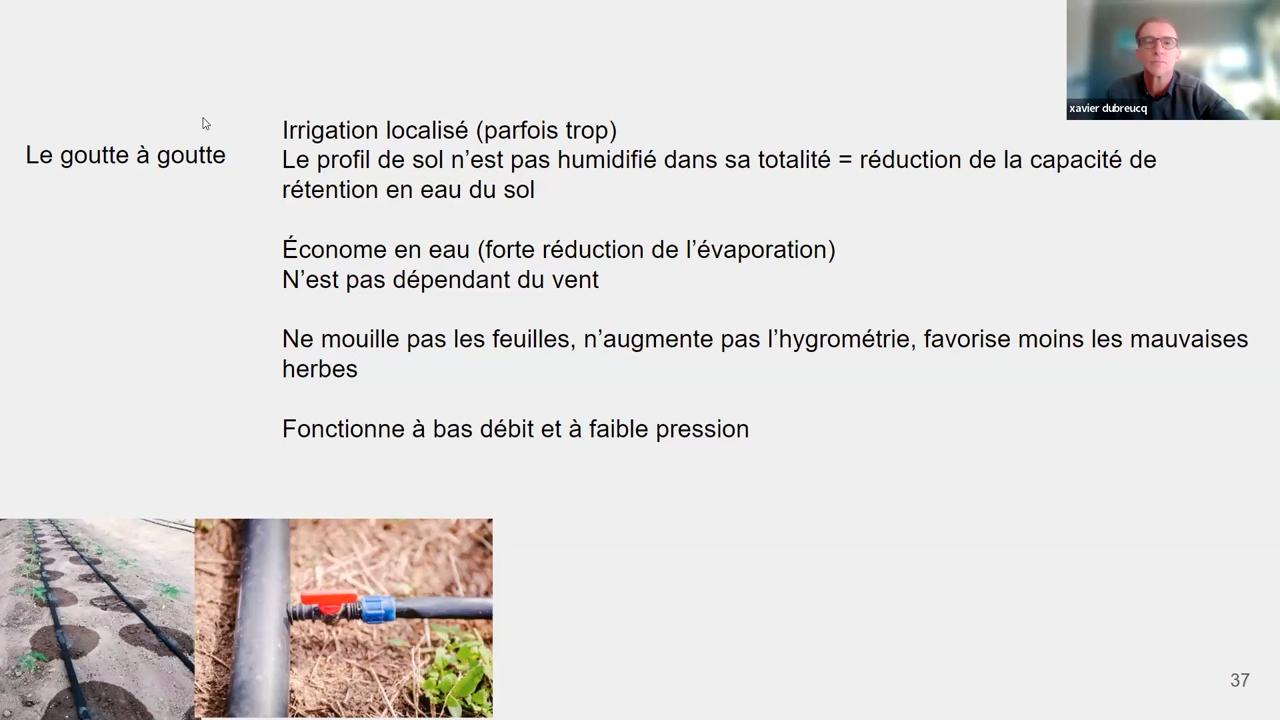 xavier dubreucq
Le goutte à goutte
Irrigation localisé (parfois trop)
Le profil de sol n’est pas humidifié dans sa totalité = réduction de la capacité de
rétention en eau du sol
Économe en eau (forte réduction de l’évaporation)
N’est pas dépendant du vent
Ne mouille pas les feuilles, n’augmente pas l’hygrométrie, favorise moins les mauvaises
herbes
Fonctionne à bas débit et à faible pression
37